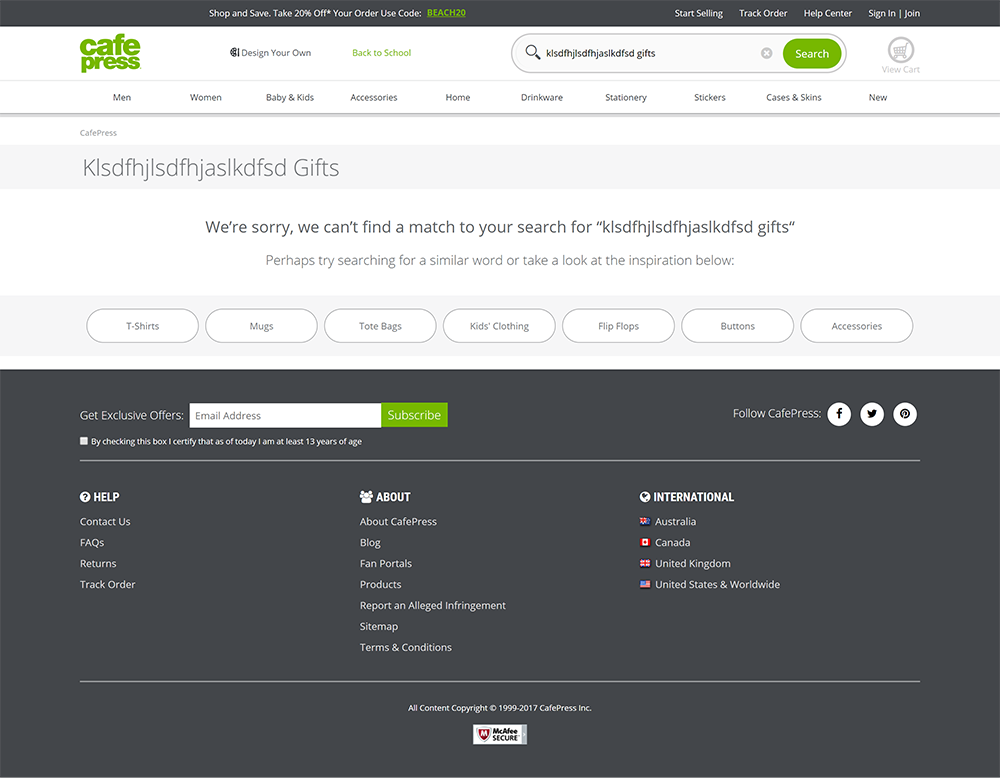 Shop and Save. Take 20% Off* Your Order Use Code: BEACH20
Start Selling Track Order Help Center Sign In | Join
cafe
press
Design Your Own Back to School
klsdfhjlsdfhjaslkdfsd gifts
Search
View Cart
Men Women Baby & Kids Accessories Home Drinkware Stationery Stickers Cases & Skins New
CafePress
Klsdfhjlsdfhjaslkdfsd Gifts
We’re sorry, we can’t find a match to your search for “klsdfhjlsdfhjaslkdfsd gifts“
Perhaps try searching for a similar word or take a look at the inspiration below:
T-Shirts Mugs Tote Bags Kids' Clothing Flip Flops Buttons Accessories
Get Exclusive Offers: Email Address Subscribe
Follow CafePress:
By checking this box I certify that as of today I am at least 13 years of age
HELP
Contact Us
FAQs
Returns
Track Order
ABOUT
About CafePress
Blog
Fan Portals
Products
Report an Alleged Infringement
Sitemap
Terms & Conditions
INTERNATIONAL
Australia
Canada
United Kingdom
United States & Worldwide
All Content Copyright © 1999-2017 CafePress Inc.
McAfee
SECURE